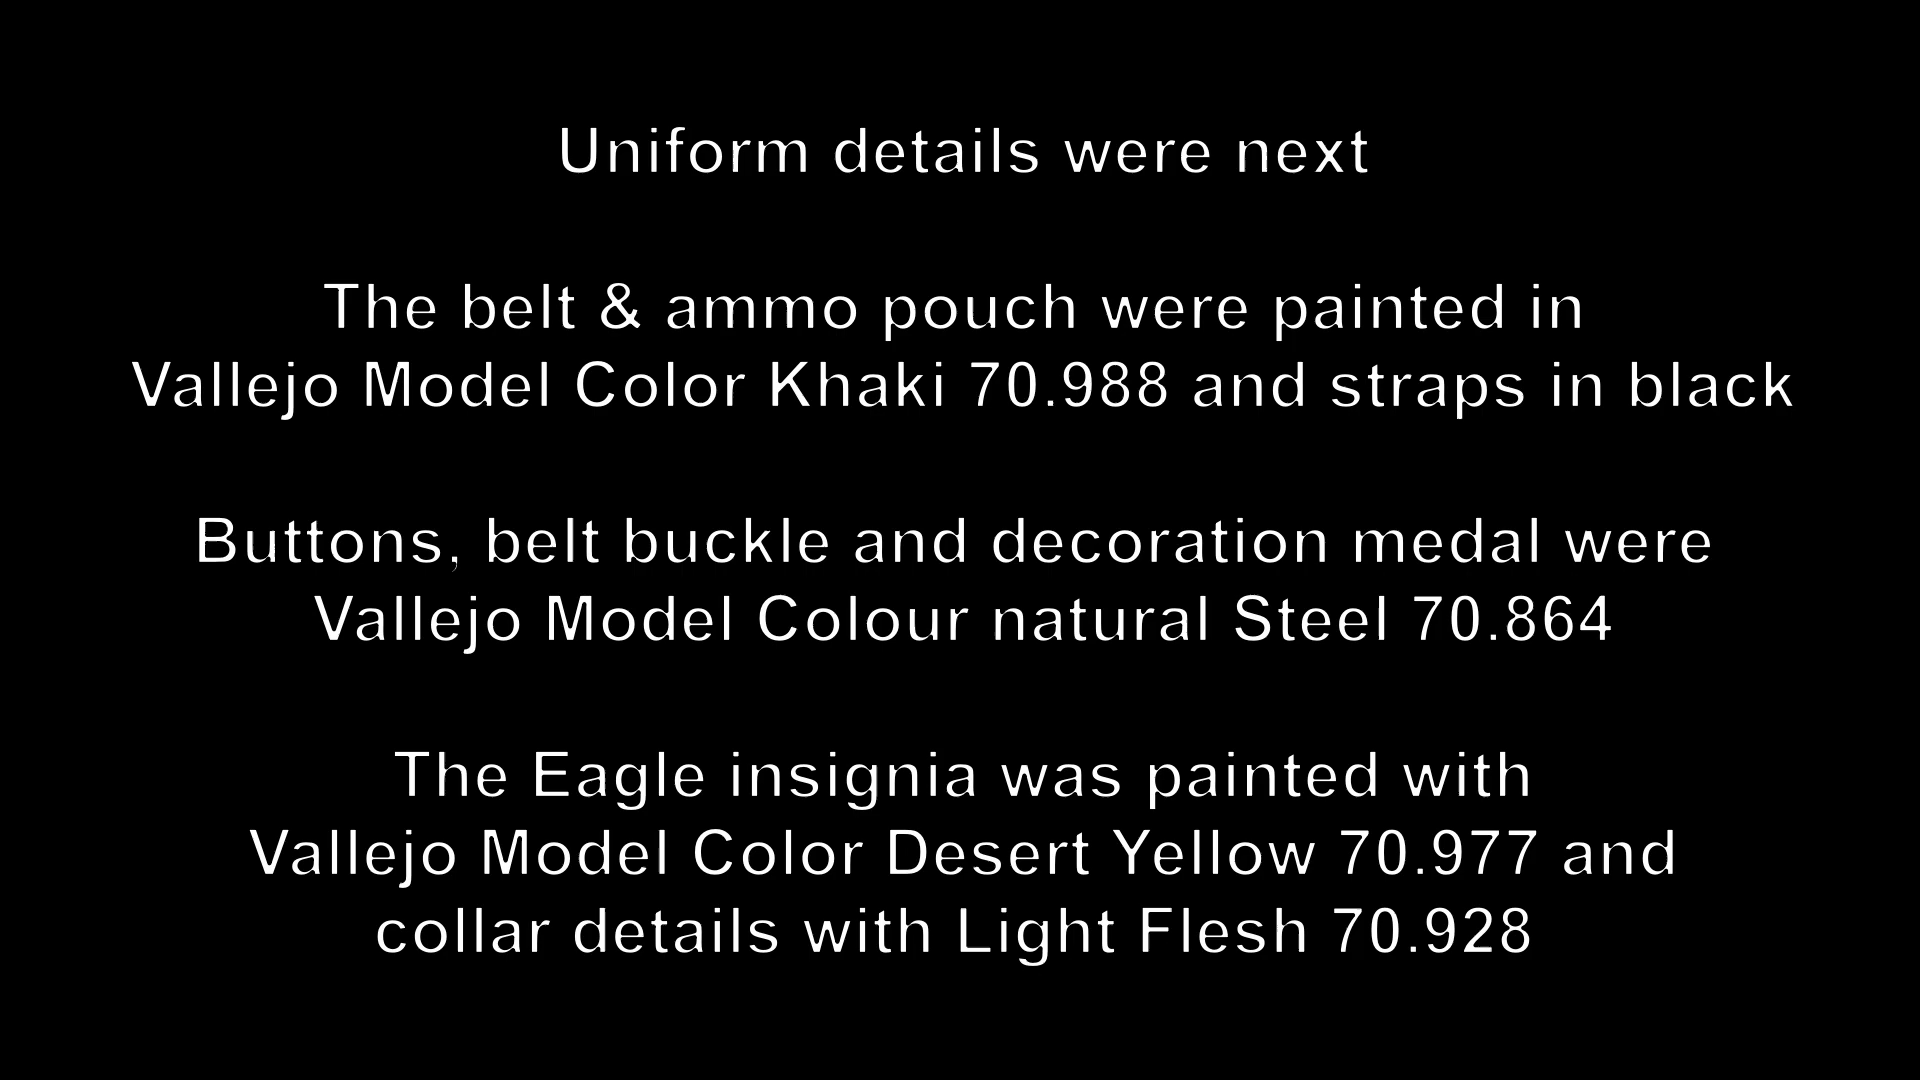 Uniform details were next
The belt & ammo pouch were painted in
Vallejo Model Color Khaki 70.988 and straps in black
Buttons, belt buckle and decoration medal were
Vallejo Model Colour natural Steel 70.864
The Eagle insignia was painted with
Vallejo Model Color Desert Yellow 70.977 and
collar details with Light Flesh 70.928